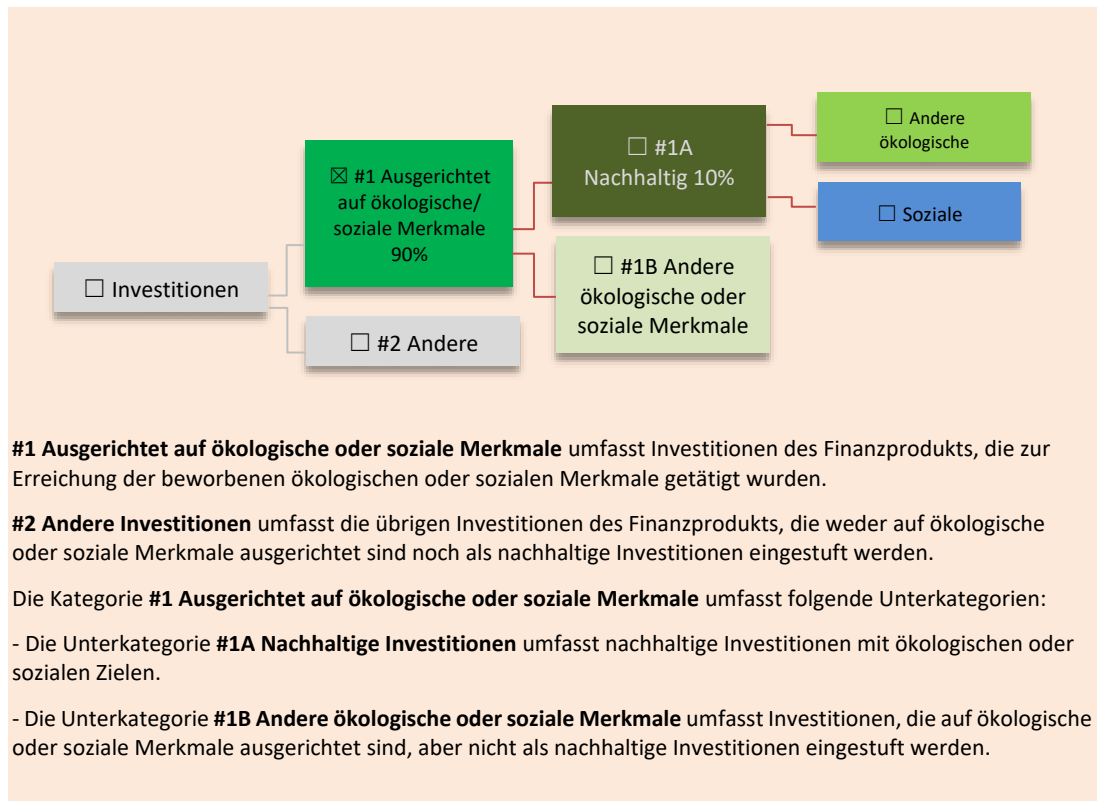 ☐ Investitionen
☒ #1 Ausgerichtet
auf ökologische/
soziale Merkmale
90%
☐ #2 Andere
☐ #1A
Nachhaltig 10%
☐ #1B Andere
ökologische oder
soziale Merkmale
☐ Andere
ökologische
☐ Soziale
#1 Ausgerichtet auf ökologische oder soziale Merkmale umfasst Investitionen des Finanzprodukts, die zur
Erreichung der beworbenen ökologischen oder sozialen Merkmale getätigt wurden.
#2 Andere Investitionen umfasst die übrigen Investitionen des Finanzprodukts, die weder auf ökologische
oder soziale Merkmale ausgerichtet sind noch als nachhaltige Investitionen eingestuft werden.
Die Kategorie #1 Ausgerichtet auf ökologische oder soziale Merkmale umfasst folgende Unterkategorien:
- Die Unterkategorie #1A Nachhaltige Investitionen umfasst nachhaltige Investitionen mit ökologischen oder
sozialen Zielen.
- Die Unterkategorie #1B Andere ökologische oder soziale Merkmale umfasst Investitionen, die auf ökologische
oder soziale Merkmale ausgerichtet sind, aber nicht als nachhaltige Investitionen eingestuft werden.